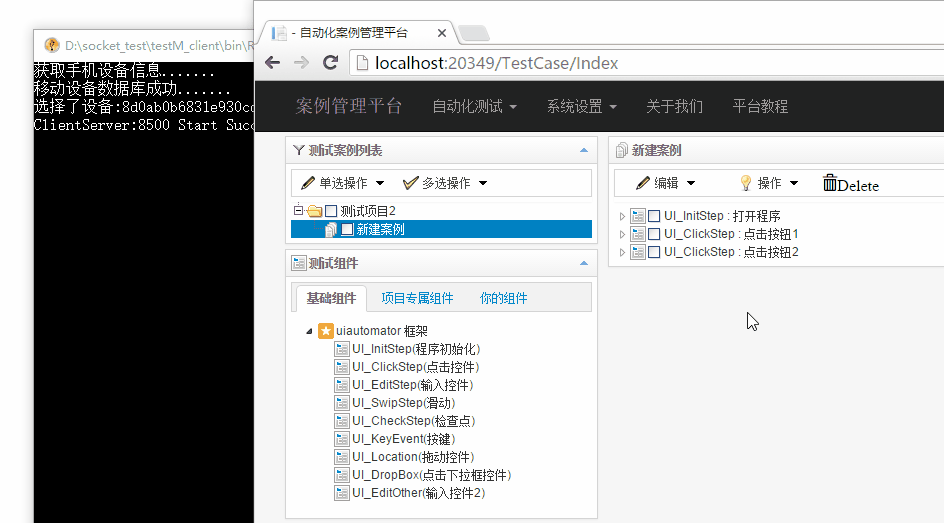 D:\socket_test\testM_client\bin\R
获取手机设备信息.......
移动设备数据库成功.......
选择了设备:8d0ab0b6831e930cd
ClientServer:8500 Start Succ
- 自动化案例管理平台
localhost:20349/TestCase/Index
案例管理平台 自动化测试 系统设置 关于我们 平台教程
测试案例列表
单选操作 多选操作
测试项目2
新建案例
测试组件
基础组件 项目专属组件 你的组件
uiautomator 框架
UI_InitStep(程序初始化)
UI_ClickStep(点击控件)
UI_EditStep(输入控件)
UI_SwipStep(滑动)
UI_CheckStep(检查点)
UI_KeyEvent(按键)
UI_Location(拖动控件)
UI_DropBox(点击下拉框控件)
UI_EditOther(输入控件2)
新建案例
编辑 操作 Delete
UI_InitStep : 打开程序
UI_ClickStep : 点击按钮1
UI_ClickStep : 点击按钮2